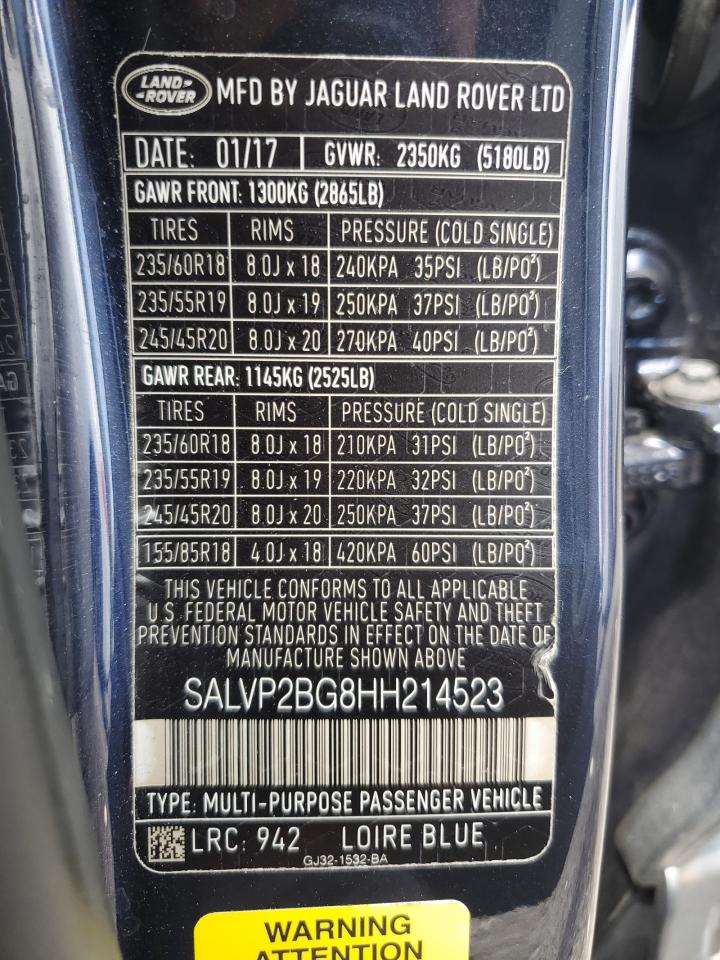 LAND ROVER MFD BY JAGUAR LAND ROVER LTD
DATE: 01/17 GVWR: 2350KG (5180LB)
GAWR FRONT: 1300KG (2865LB)
TIRES RIMS PRESSURE (COLD SINGLE)
235/60R18 8.0J x 18 240KPA 35PSI (LB/PO²)
235/55R19 8.0J x 19 250KPA 37PSI (LB/PO²)
245/45R20 8.0J x 20 270KPA 40PSI (LB/PO²)
GAWR REAR: 1145KG (2525LB)
TIRES RIMS PRESSURE (COLD SINGLE)
235/60R18 8.0J x 18 210KPA 31PSI (LB/PO²)
235/55R19 8.0J x 19 220KPA 32PSI (LB/PO²)
245/45R20 8.0J x 20 250KPA 37PSI (LB/PO²)
155/85R18 4.0J x 18 420KPA 60PSI (LB/PO²)
THIS VEHICLE CONFORMS TO ALL APPLICABLE
U.S. FEDERAL MOTOR VEHICLE SAFETY AND THEFT
PREVENTION STANDARDS IN EFFECT ON THE DATE OF
MANUFACTURE SHOWN ABOVE
SALVP2BG8HH214523
TYPE: MULTI-PURPOSE PASSENGER VEHICLE
LRC: 942 LOIRE BLUE
GJ32-1532-BA
WARNING
ATTENTION